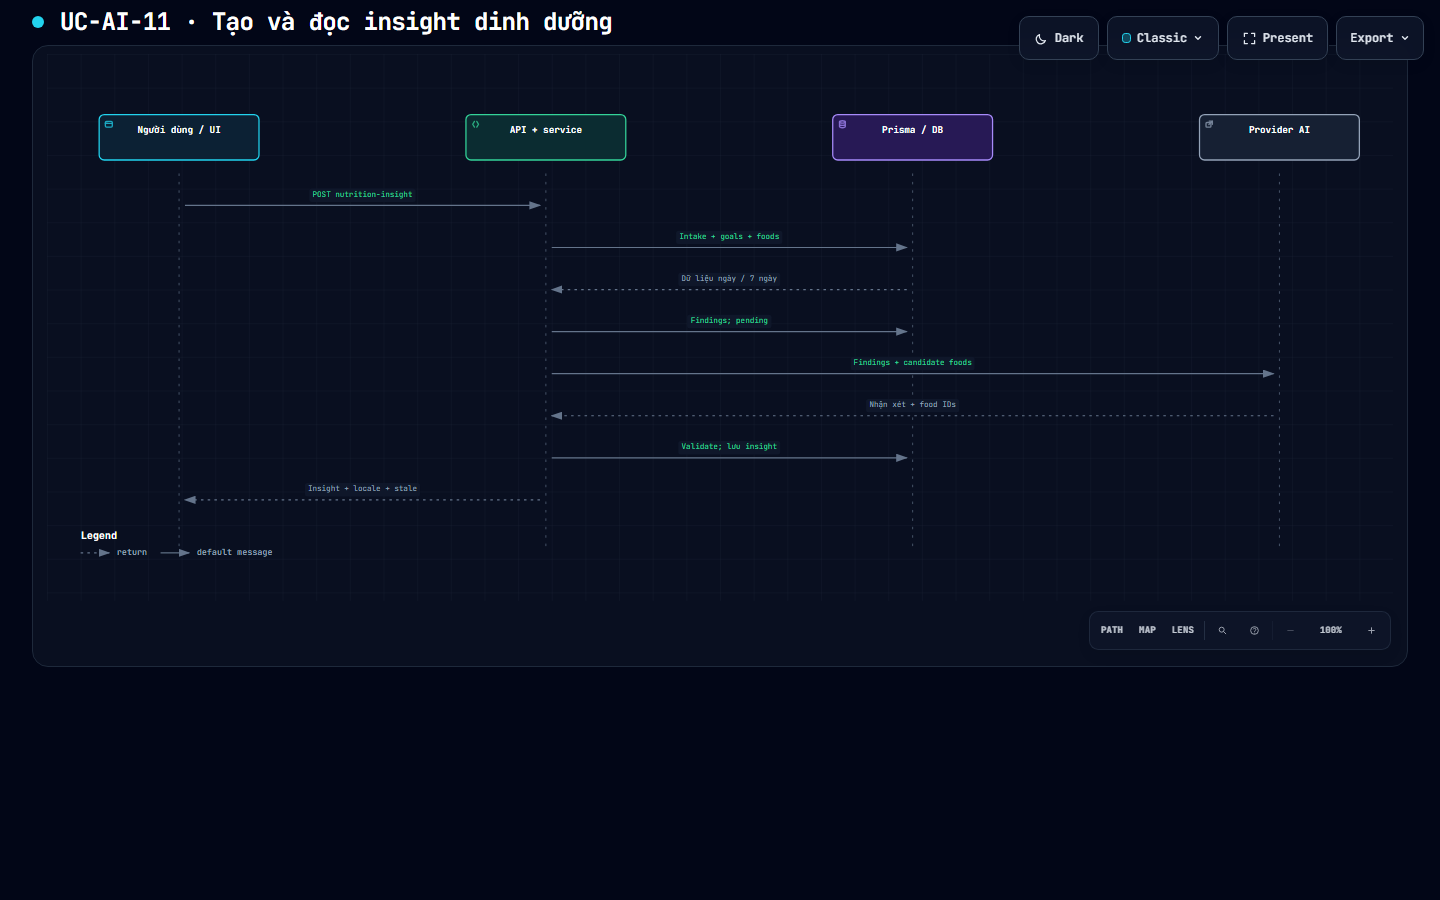 UC-AI-11 · Tạo và đọc insight dinh dưỡng
Dark
Classic
Present
Export
Người dùng / UI
API + service
Prisma / DB
Provider AI
POST nutrition-insight
Intake + goals + foods
Dữ liệu ngày / 7 ngày
Findings; pending
Findings + candidate foods
Nhận xét + food IDs
Validate; lưu insight
Insight + locale + stale
Legend
return
default message
PATH
MAP
LENS
100%